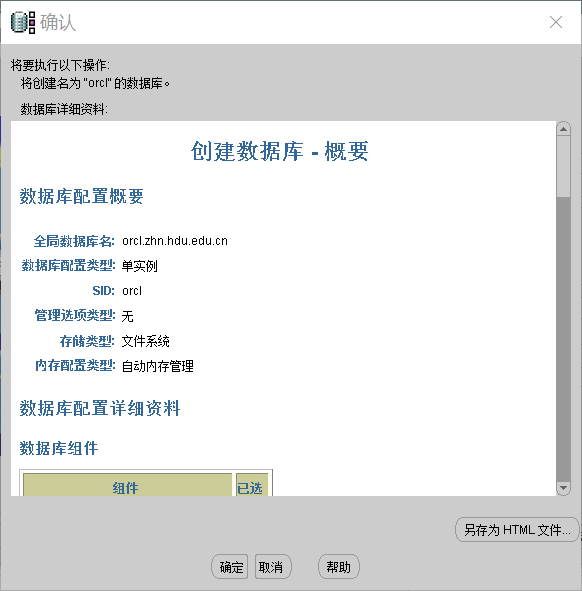 确认
将要执行以下操作:
将创建名为 "orcl" 的数据库。
数据库详细资料:
创建数据库 - 概要
数据库配置概要
全局数据库名: orcl.zhn.hdu.edu.cn
数据库配置类型: 单实例
SID: orcl
管理选项类型: 无
存储类型: 文件系统
内存配置类型: 自动内存管理
数据库配置详细资料
数据库组件
组件 已选
另存为 HTML 文件...
确定 取消 帮助